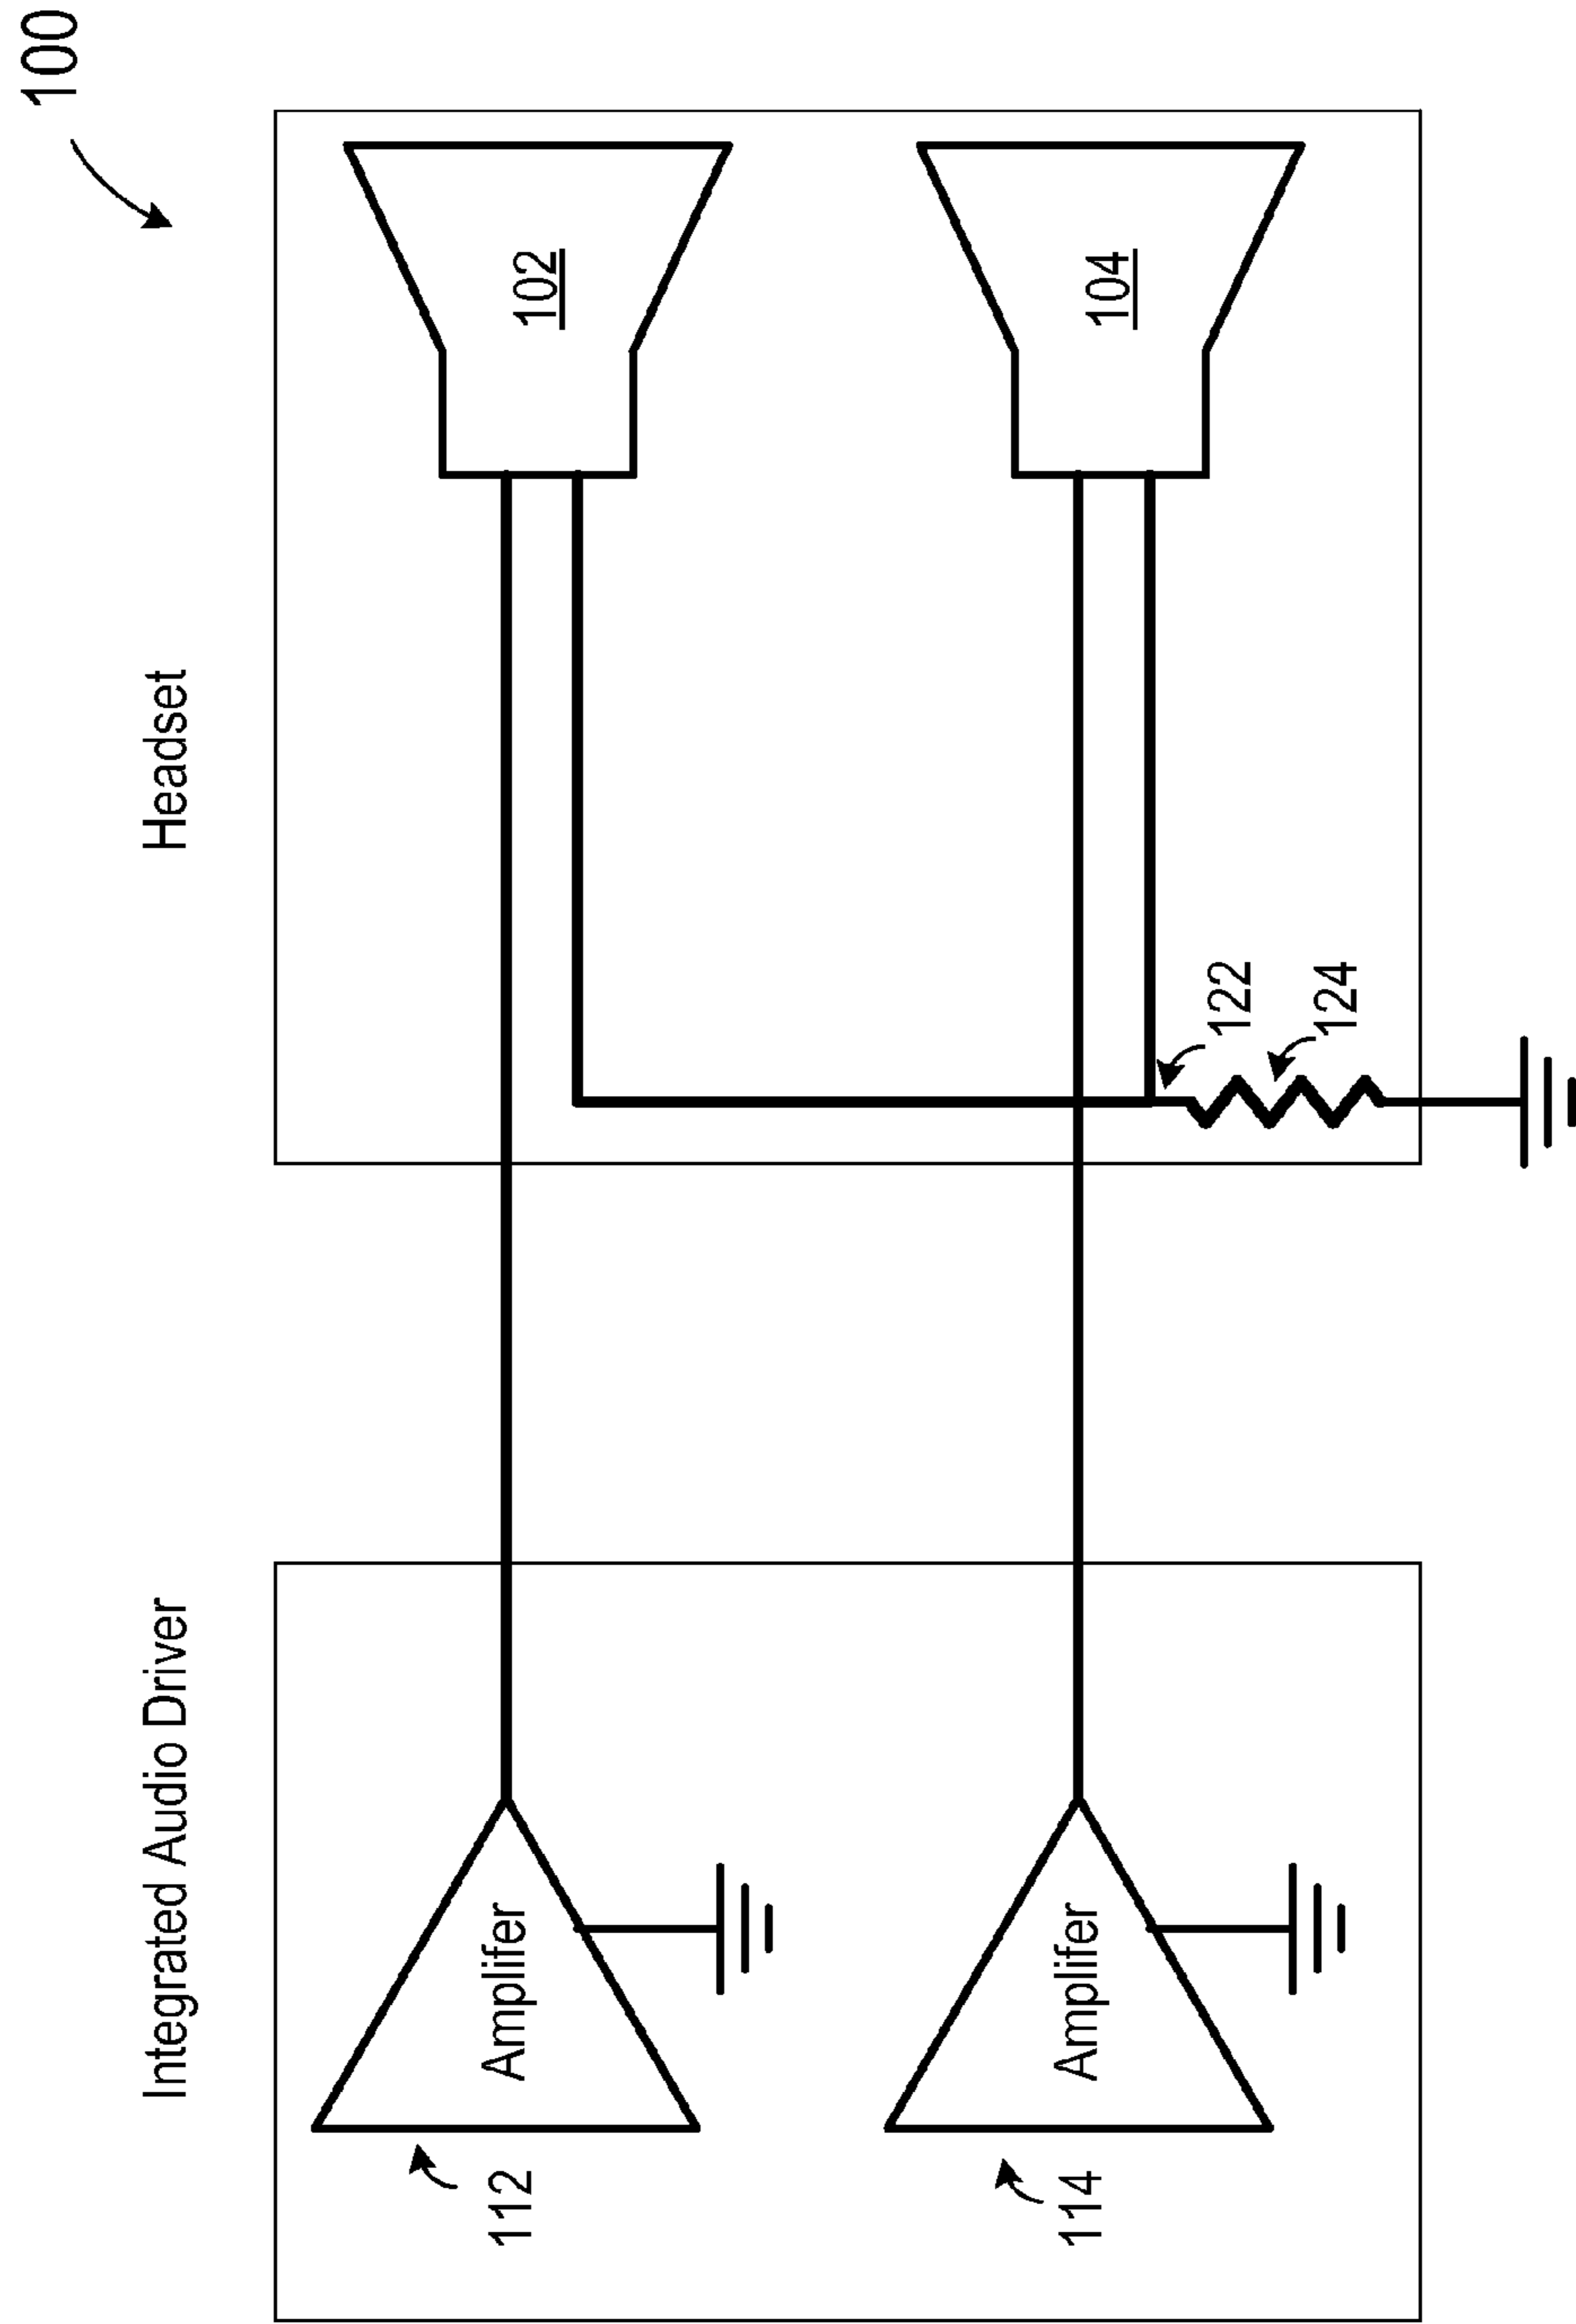 100
Integrated Audio Driver
Headset
112
Amplifer
102
114
Amplifer
104
122
124